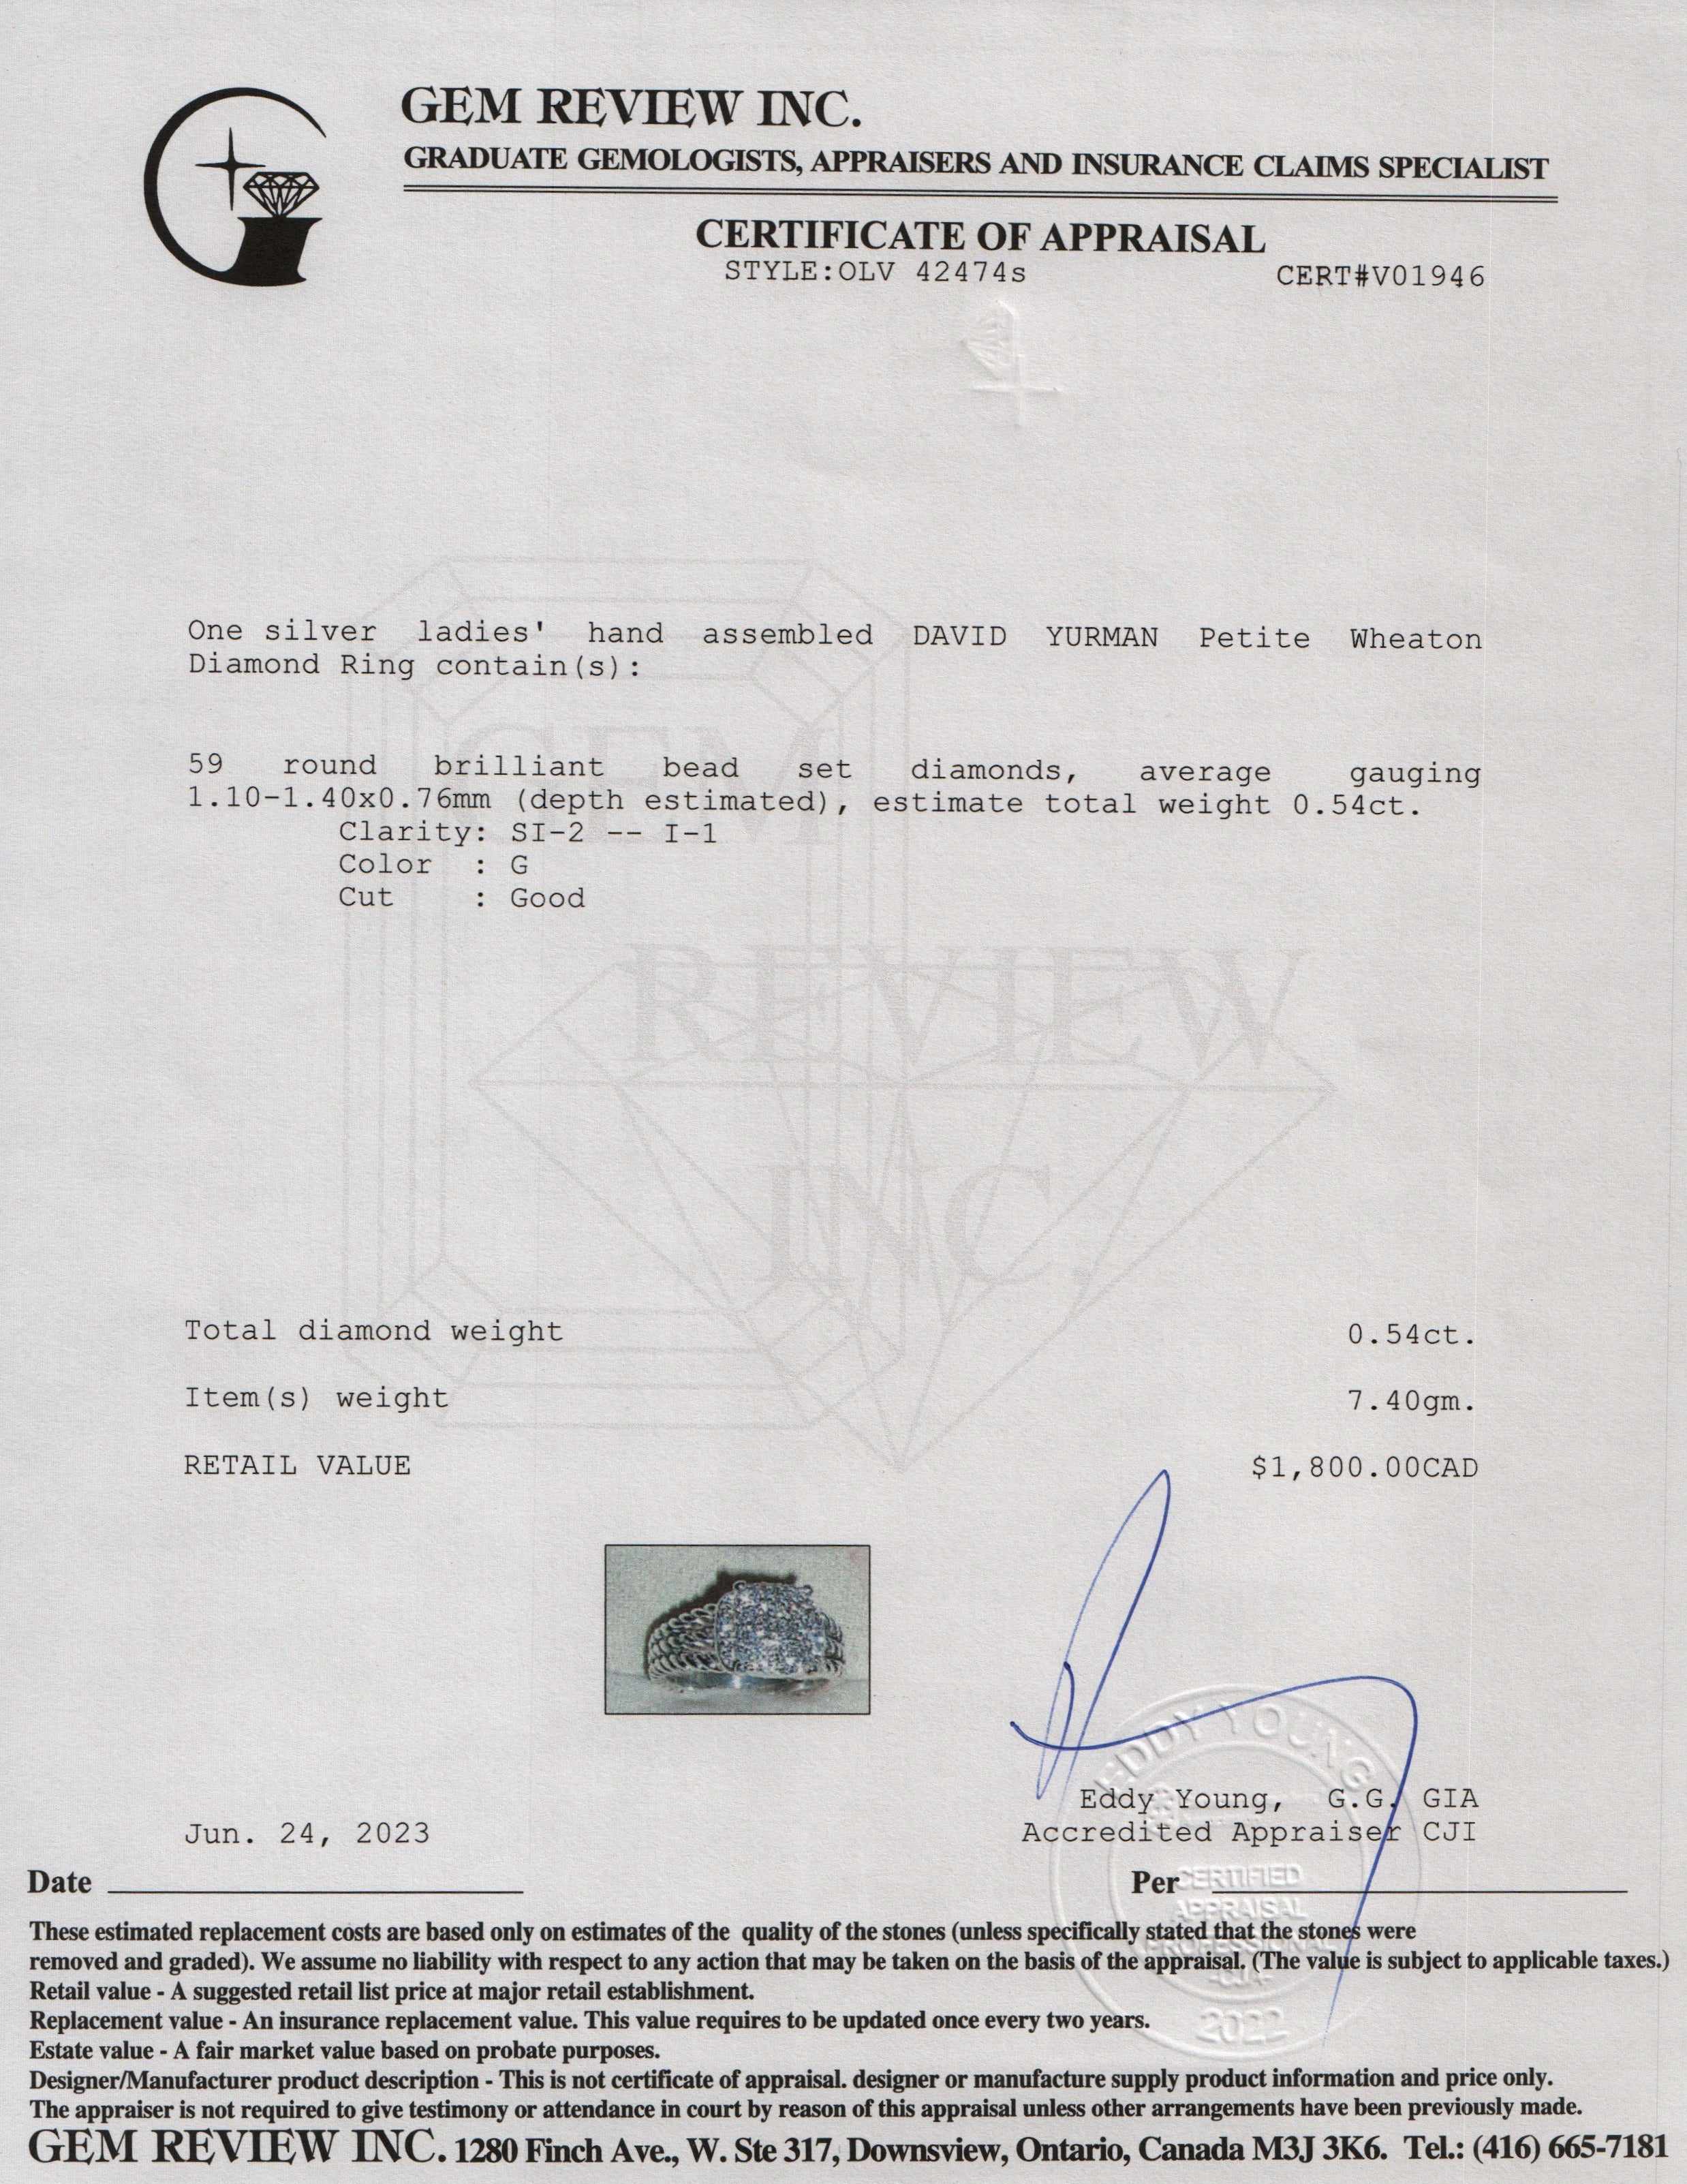 GEM REVIEW INC.
GRADUATE GEMOLOGISTS, APPRAISERS AND INSURANCE CLAIMS SPECIALIST
CERTIFICATE OF APPRAISAL
STYLE:OLV 42474s CERT#V01946
One silver ladies' hand assembled DAVID YURMAN Petite Wheaton
Diamond Ring contain(s):
GEM
59 round brilliant bead set diamonds, average gauging
1.10-1.40x0.76mm (depth estimated), estimate total weight 0.54ct.
Clarity: SI-2 -- I-1
Color : G
Cut : Good
REVIEW
INC.
Total diamond weight 0.54ct.
Item(s) weight 7.40gm.
RETAIL VALUE $1,800.00CAD
EDDY YOUNG
Eddy Young, G.G. GIA
Jun. 24, 2023 Accredited Appraiser CJI
Date Per
CERTIFIED
APPRAISAL
PROFESSIONAL
-CJA-
2022
These estimated replacement costs are based only on estimates of the quality of the stones (unless specifically stated that the stones were
removed and graded). We assume no liability with respect to any action that may be taken on the basis of the appraisal. (The value is subject to applicable taxes.)
Retail value - A suggested retail list price at major retail establishment.
Replacement value - An insurance replacement value. This value requires to be updated once every two years.
Estate value - A fair market value based on probate purposes.
Designer/Manufacturer product description - This is not certificate of appraisal. designer or manufacture supply product information and price only.
The appraiser is not required to give testimony or attendance in court by reason of this appraisal unless other arrangements have been previously made.
GEM REVIEW INC. 1280 Finch Ave., W. Ste 317, Downsview, Ontario, Canada M3J 3K6. Tel.: (416) 665-7181